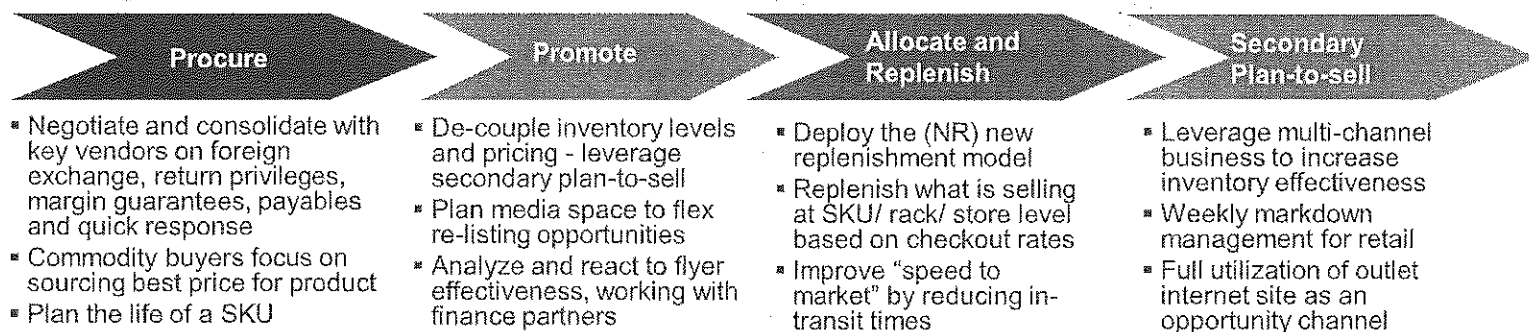 Procure
▪ Negotiate and consolidate with
key vendors on foreign
exchange, return privileges,
margin guarantees, payables
and quick response
▪ Commodity buyers focus on
sourcing best price for product
▪ Plan the life of a SKU
Promote
▪ De-couple inventory levels
and pricing - leverage
secondary plan-to-sell
▪ Plan media space to flex
re-listing opportunities
▪ Analyze and react to flyer
effectiveness, working with
finance partners
Allocate and
Replenish
▪ Deploy the (NR) new
replenishment model
▪ Replenish what is selling
at SKU/ rack/ store level
based on checkout rates
▪ Improve “speed to
market” by reducing in-
transit times
Secondary
Plan-to-sell
▪ Leverage multi-channel
business to increase
inventory effectiveness
▪ Weekly markdown
management for retail
▪ Full utilization of outlet
internet site as an
opportunity channel